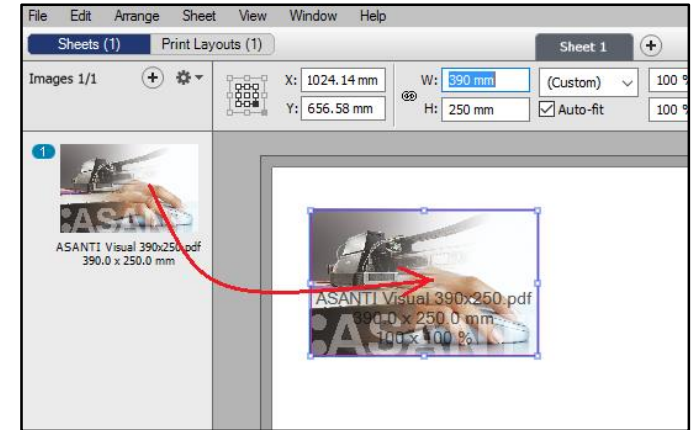 File Edit Arrange Sheet View Window Help
Sheets (1) Print Layouts (1) Sheet 1
Images 1/1 X: 1024.14 mm W: 390 mm (Custom) 100 %
Y: 656.58 mm H: 250 mm Auto-fit 100 %
1
:ASANTI
ASANTI Visual 390x250.pdf
390.0 x 250.0 mm
ASANTI Visual 390x250.pdf
390.0 x 250.0 mm
100 x 100 %
:ASANTI